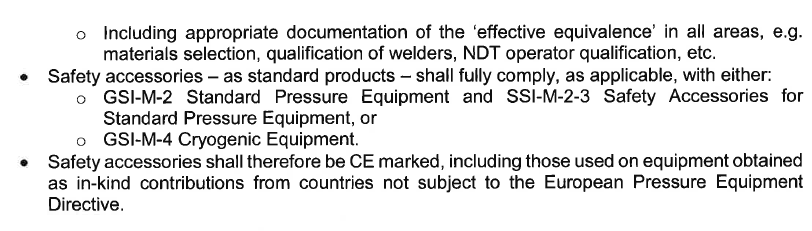 o Including appropriate documentation of the ‘effective equivalence’ in all areas, e.g.
materials selection, qualification of welders, NDT operator qualification, etc.
• Safety accessories – as standard products – shall fully comply, as applicable, with either:
o GSI-M-2 Standard Pressure Equipment and SSI-M-2-3 Safety Accessories for
Standard Pressure Equipment, or
o GSI-M-4 Cryogenic Equipment.
• Safety accessories shall therefore be CE marked, including those used on equipment obtained
as in-kind contributions from countries not subject to the European Pressure Equipment
Directive.